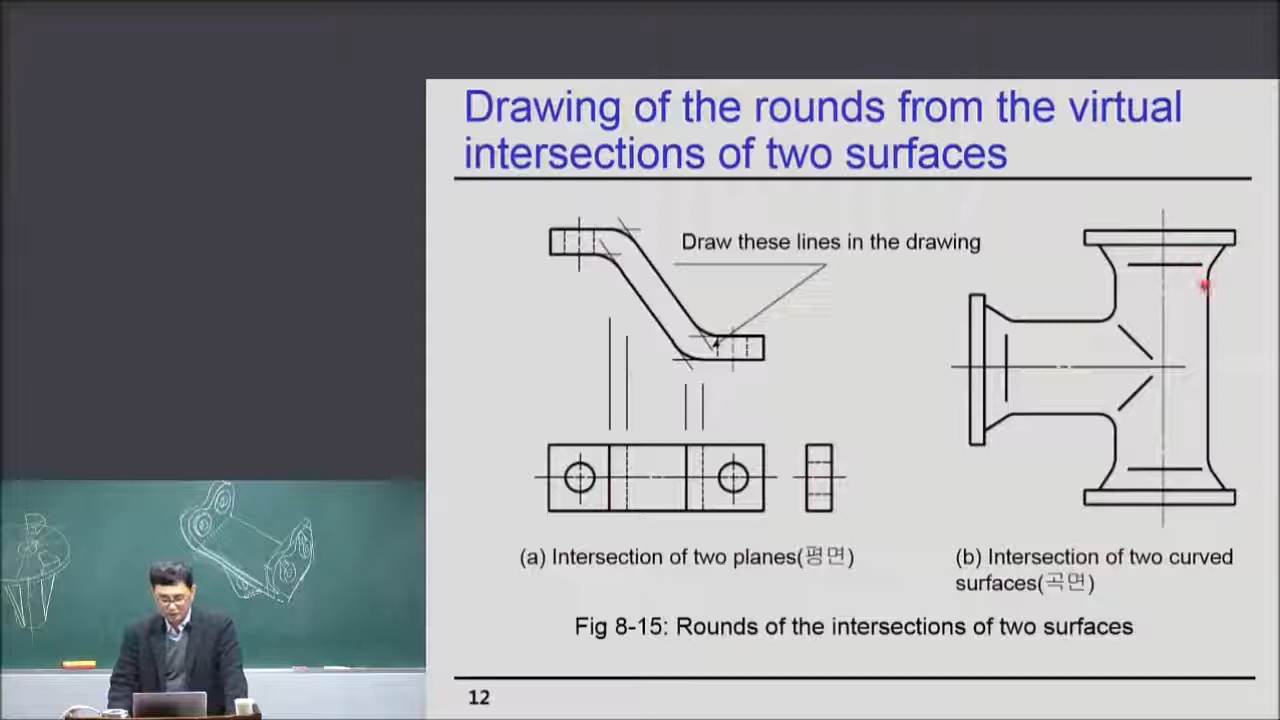 Drawing of the rounds from the virtual
intersections of two surfaces
Draw these lines in the drawing
(a) Intersection of two planes(평면)
(b) Intersection of two curved
surfaces(곡면)
Fig 8-15: Rounds of the intersections of two surfaces
12